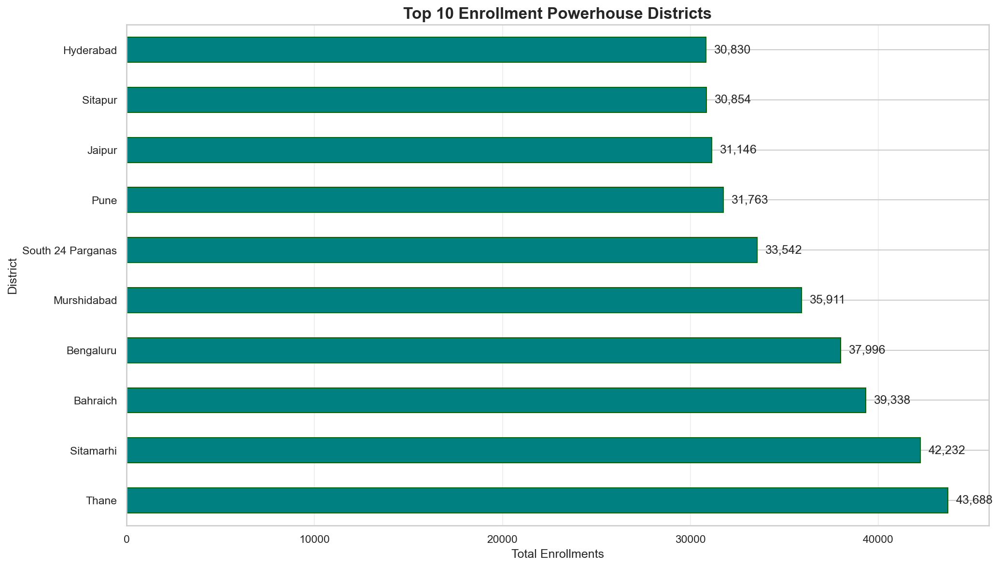 Top 10 Enrollment Powerhouse Districts
Hyderabad 30,830
Sitapur 30,854
Jaipur 31,146
Pune 31,763
South 24 Parganas 33,542
Murshidabad 35,911
Bengaluru 37,996
Bahraich 39,338
Sitamarhi 42,232
Thane 43,688
District
0 10000 20000 30000 40000
Total Enrollments